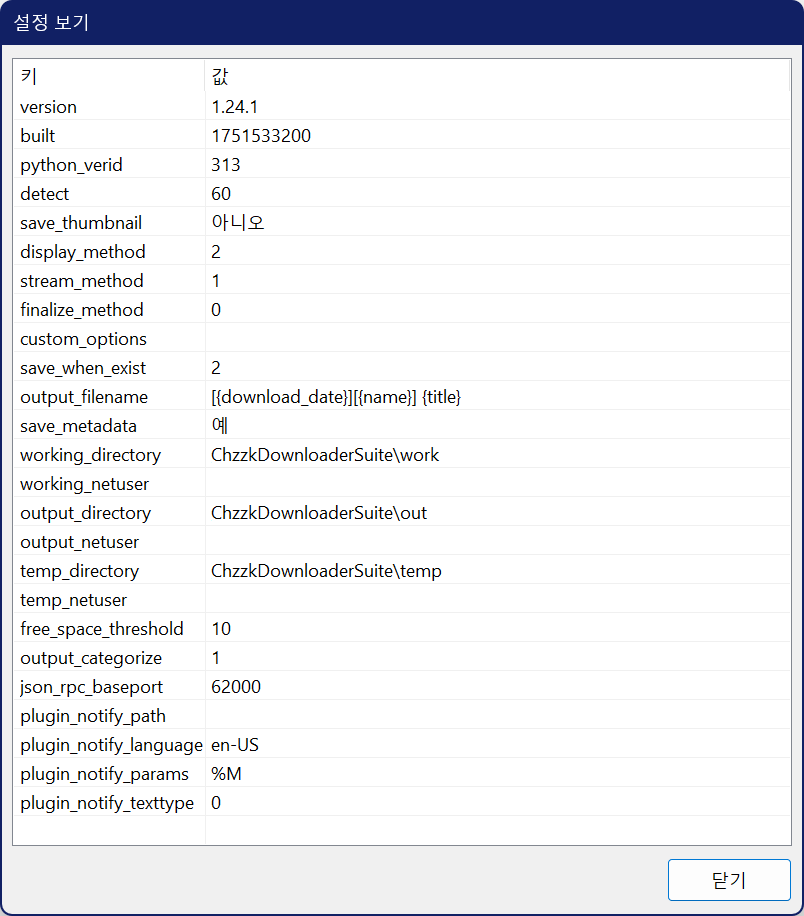 설정 보기
키 값
version 1.24.1
built 1751533200
python_verid 313
detect 60
save_thumbnail 아니오
display_method 2
stream_method 1
finalize_method 0
custom_options
save_when_exist 2
output_filename [{download_date}][{name}] {title}
save_metadata 예
working_directory ChzzkDownloaderSuite\work
working_netuser
output_directory ChzzkDownloaderSuite\out
output_netuser
temp_directory ChzzkDownloaderSuite\temp
temp_netuser
free_space_threshold 10
output_categorize 1
json_rpc_baseport 62000
plugin_notify_path
plugin_notify_language en-US
plugin_notify_params %M
plugin_notify_texttype 0
닫기